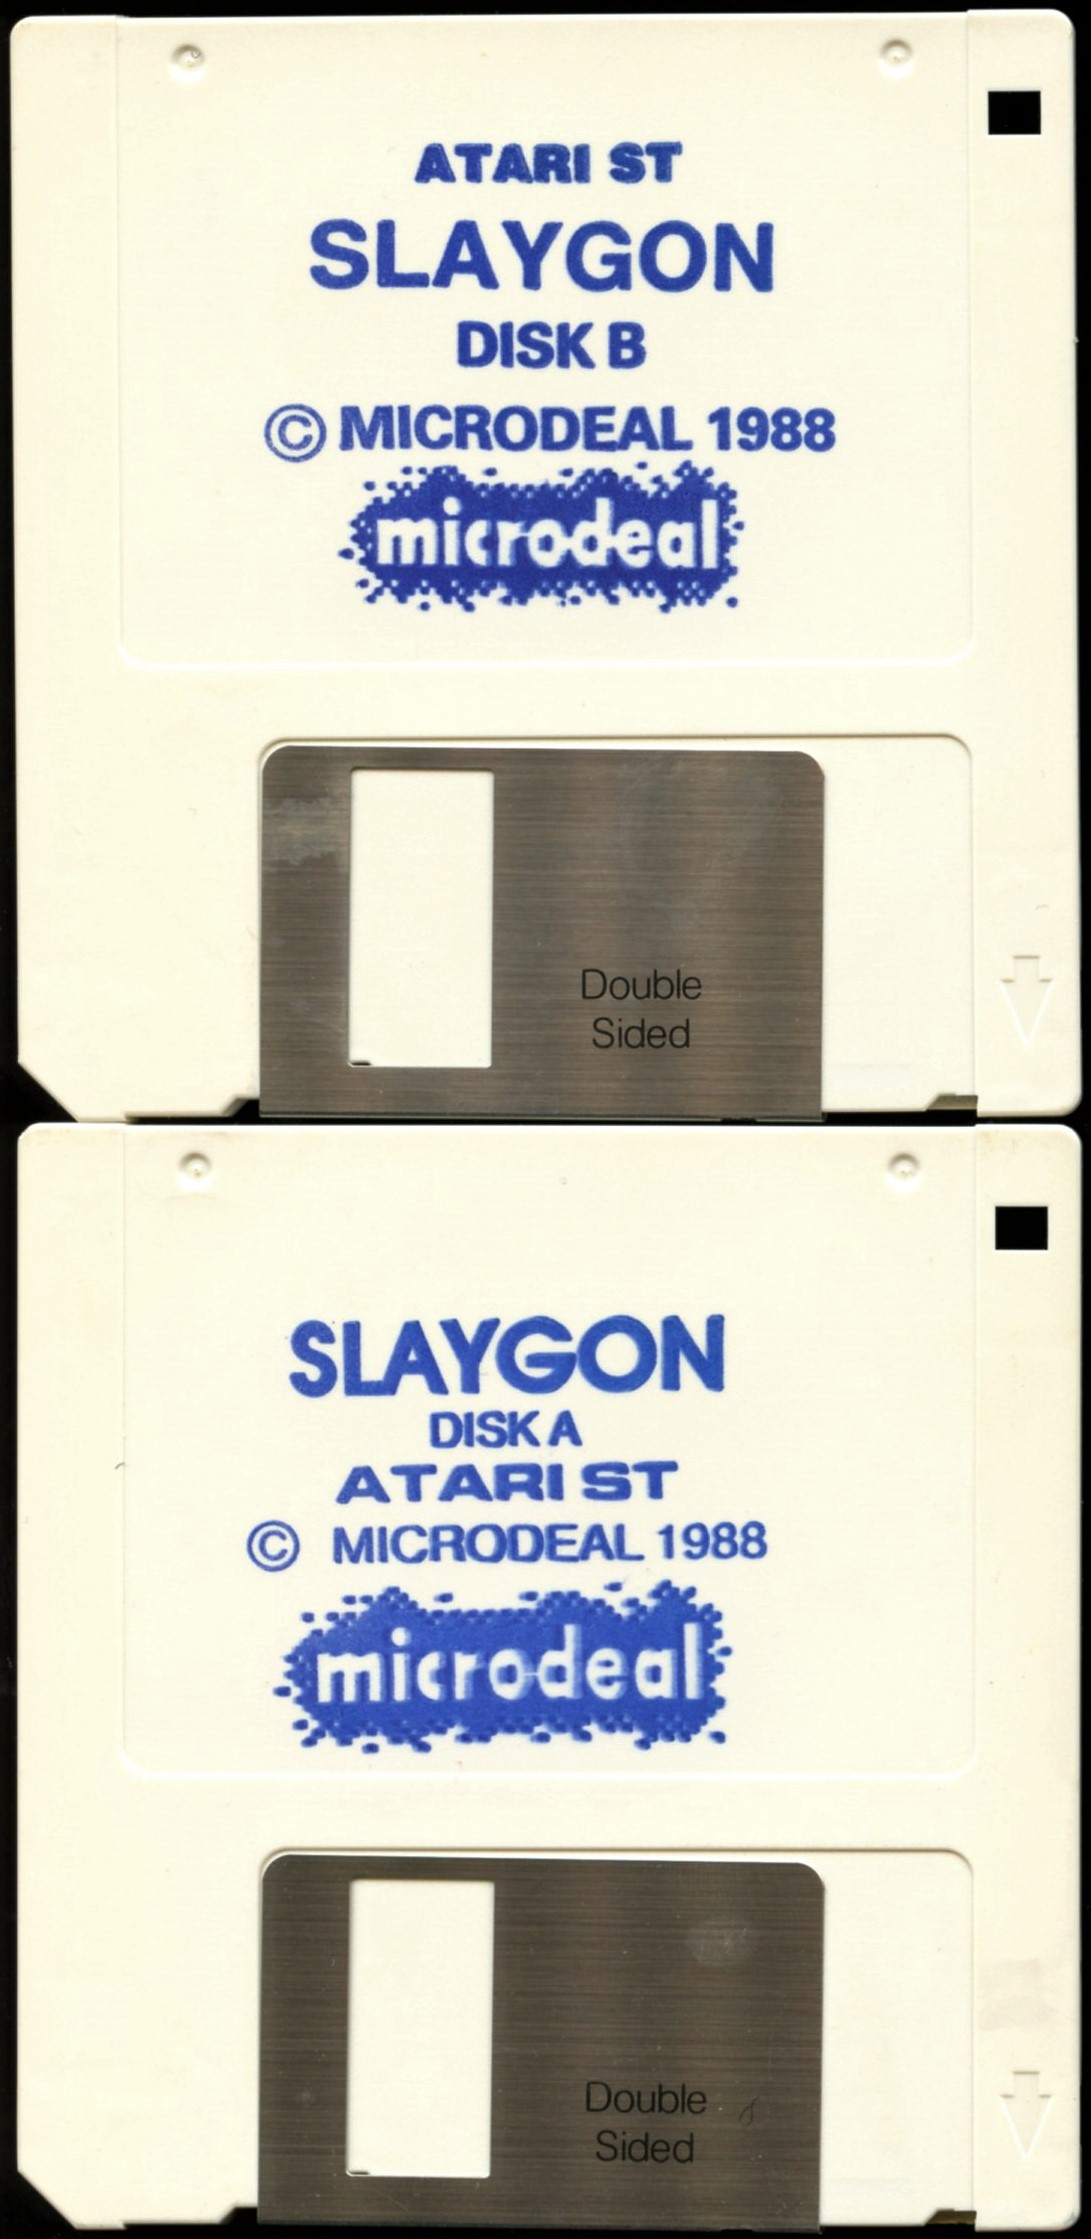 ATARI ST
SLAYGON
DISK B
© MICRODEAL 1988
microdeal
Double
Sided
SLAYGON
DISK A
ATARI ST
© MICRODEAL 1988
microdeal
Double
Sided